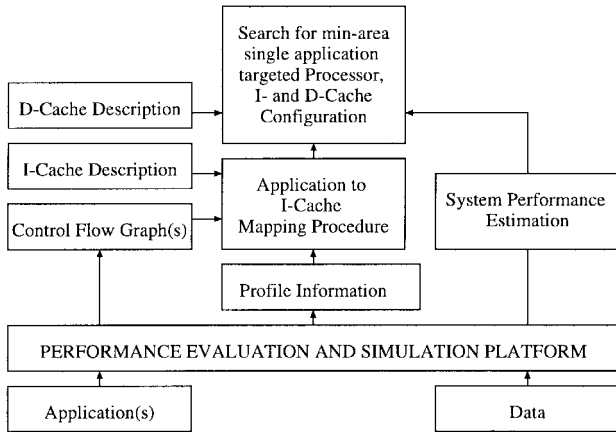 Search for min-area
single application
targeted Processor,
I- and D-Cache
Configuration
D-Cache Description
I-Cache Description
Application to
I-Cache
Mapping Procedure
System Performance
Estimation
Control Flow Graph(s)
Profile Information
PERFORMANCE EVALUATION AND SIMULATION PLATFORM
Application(s)
Data